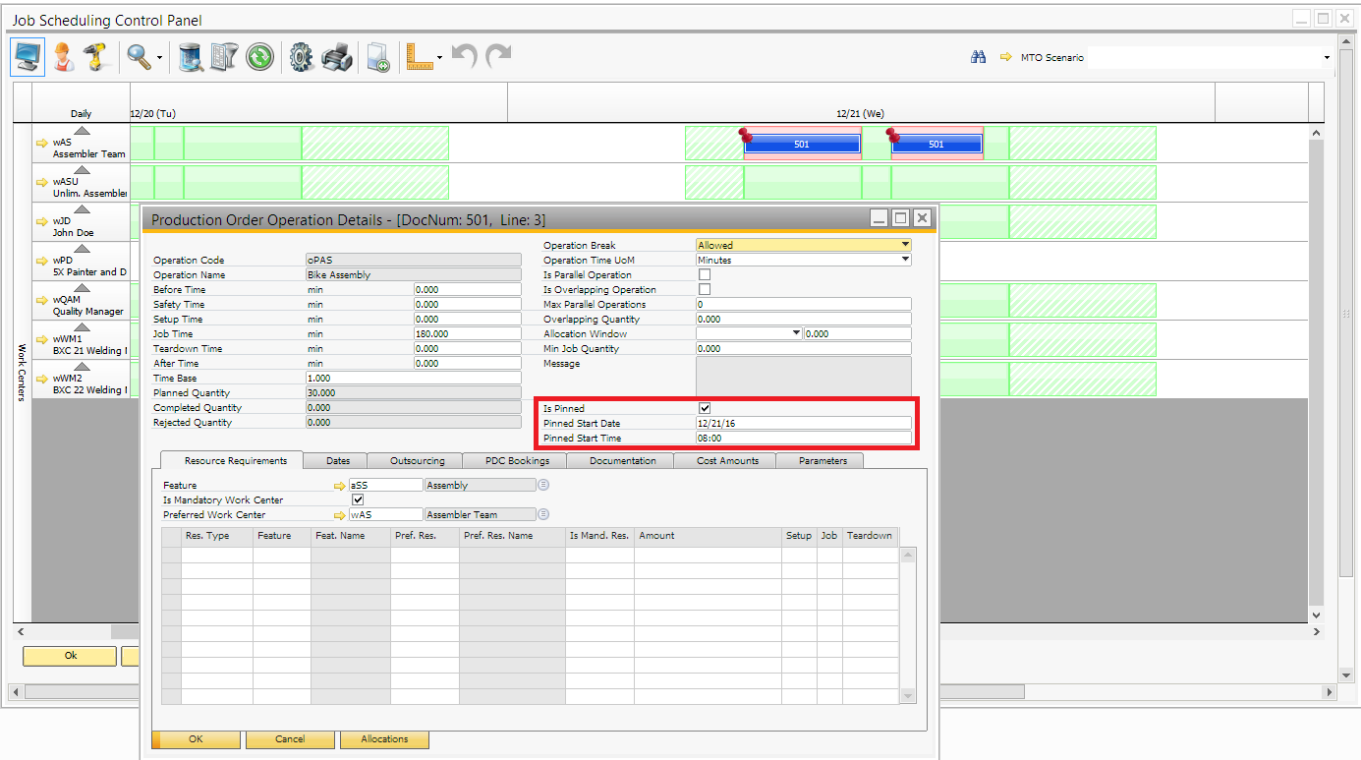 Job Scheduling Control Panel
MTO Scenario
Daily
12/20 (Tu)
12/21 (We)
Work Centers
wAS
Assembler Team
501
501
wASU
Unlim. Assembler
wJD
John Doe
wPD
5X Painter and D
wQAM
Quality Manager
wWM1
BXC 21 Welding
wWM2
BXC 22 Welding
Ok
Production Order Operation Details - [DocNum: 501, Line: 3]
Operation Code oPAS
Operation Name Bike Assembly
Before Time min 0.000
Safety Time min 0.000
Setup Time min 0.000
Job Time min 180.000
Teardown Time min 0.000
After Time min 0.000
Time Base 1.000
Planned Quantity 30.000
Completed Quantity 0.000
Rejected Quantity 0.000
Operation Break Allowed
Operation Time UoM Minutes
Is Parallel Operation
Is Overlapping Operation
Max Parallel Operations 0
Overlapping Quantity 0.000
Allocation Window 0.000
Min Job Quantity 0.000
Message
Is Pinned
Pinned Start Date 12/21/16
Pinned Start Time 08:00
Resource Requirements Dates Outsourcing PDC Bookings Documentation Cost Amounts Parameters
Feature aSS Assembly
Is Mandatory Work Center
Preferred Work Center wAS Assembler Team
Res. Type Feature Feat. Name Pref. Res. Pref. Res. Name Is Mand. Res. Amount Setup Job Teardown
OK Cancel Allocations